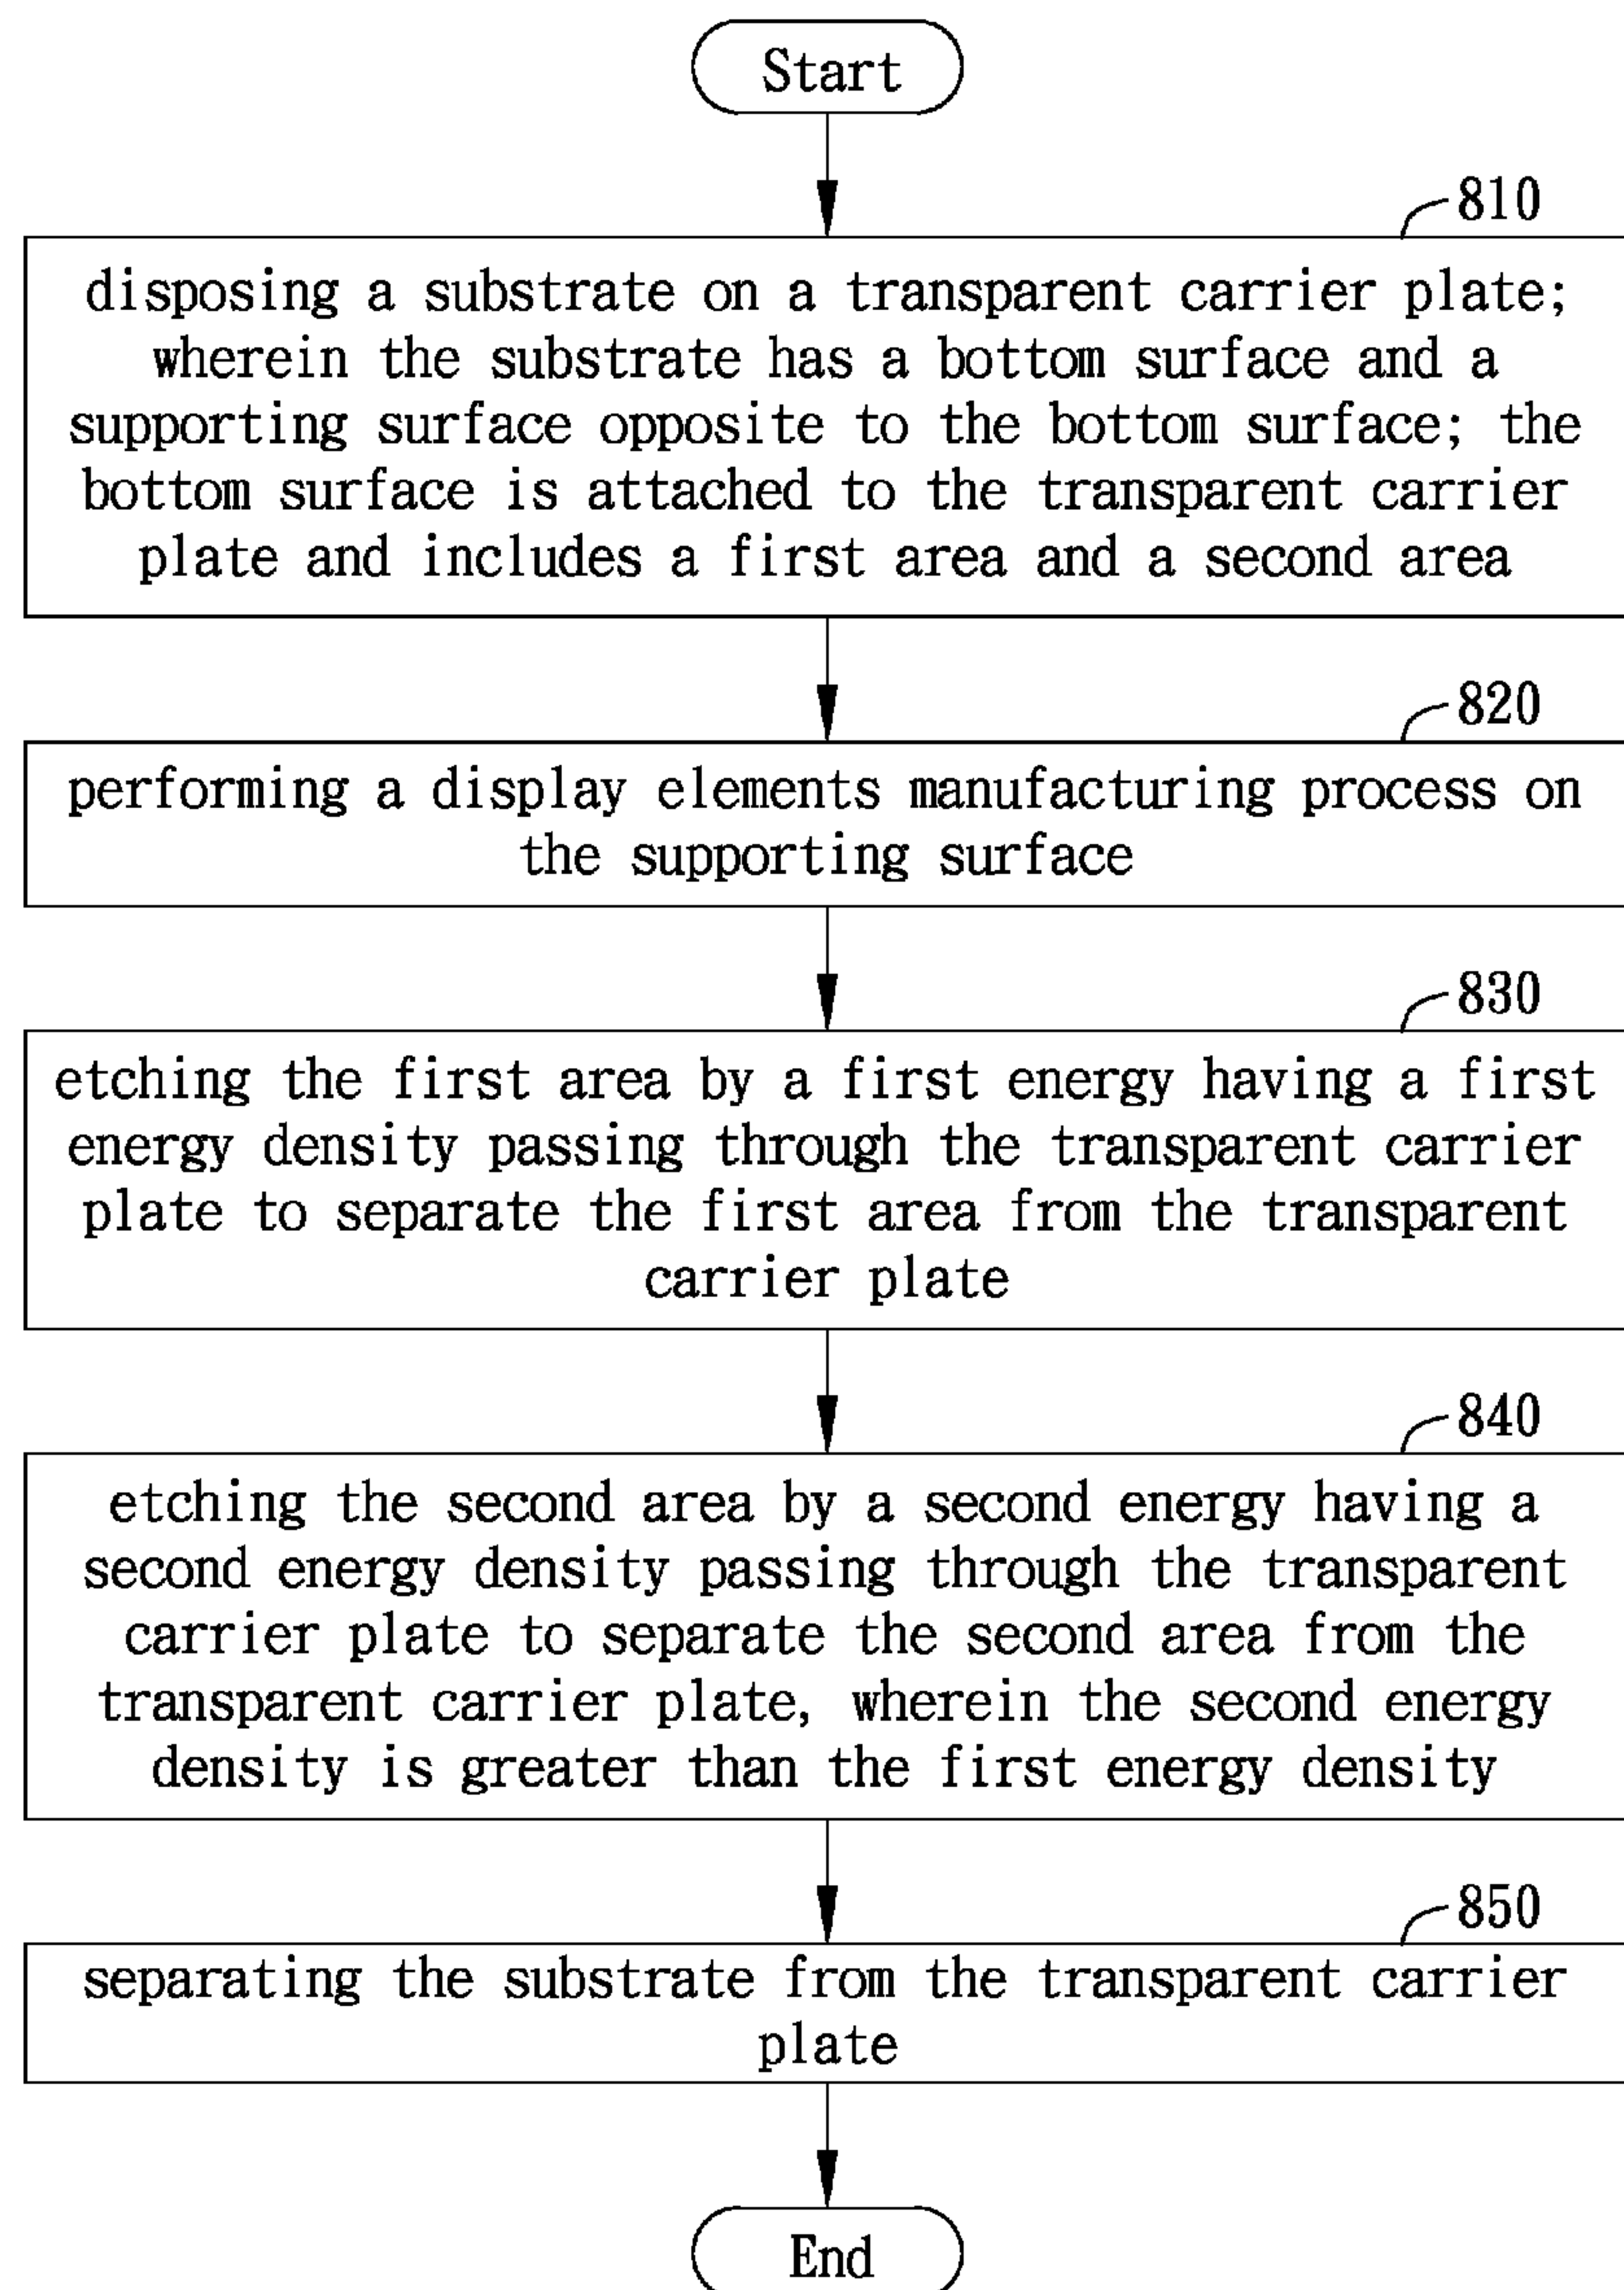 Start
810
disposing a substrate on a transparent carrier plate;
wherein the substrate has a bottom surface and a
supporting surface opposite to the bottom surface; the
bottom surface is attached to the transparent carrier
plate and includes a first area and a second area
820
performing a display elements manufacturing process on
the supporting surface
830
etching the first area by a first energy having a first
energy density passing through the transparent carrier
plate to separate the first area from the transparent
carrier plate
840
etching the second area by a second energy having a
second energy density passing through the transparent
carrier plate to separate the second area from the
transparent carrier plate, wherein the second energy
density is greater than the first energy density
850
separating the substrate from the transparent carrier
plate
End